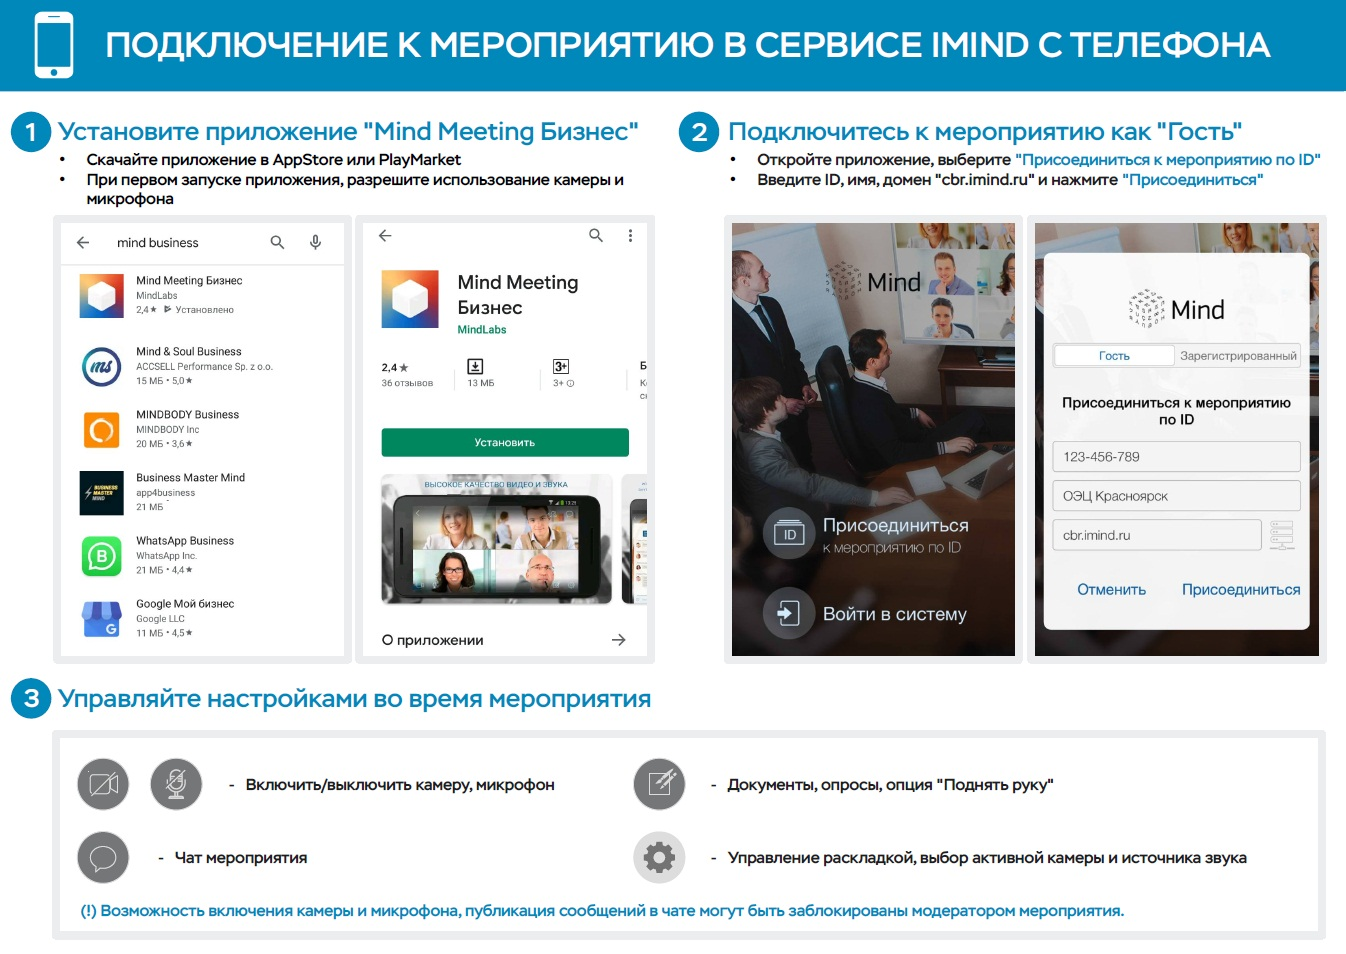 ПОДКЛЮЧЕНИЕ К МЕРОПРИЯТИЮ В СЕРВИСЕ IMIND С ТЕЛЕФОНА
1 Установите приложение "Mind Meeting Бизнес"
• Скачайте приложение в AppStore или PlayMarket
• При первом запуске приложения, разрешите использование камеры и
микрофона
mind business
Mind Meeting Бизнес
MindLabs
2,4★ Установлено
Mind & Soul Business
ACCSELL Performance Sp. z o.o.
15 МБ • 5,0★
MINDBODY Business
MINDBODY Inc
20 МБ • 3,6★
BUSINESS
MASTER
MIND
Business Master Mind
app4business
21 МБ
WhatsApp Business
WhatsApp Inc.
21 МБ • 4,4★
Google Мой бизнес
Google LLC
11 МБ • 4,5★
Mind Meeting
Бизнес
MindLabs
2,4★
36 отзывов
13 МБ
3+
3+
Установить
ВЫСОКОЕ КАЧЕСТВО ВИДЕО И ЗВУКА
О приложении
2 Подключитесь к мероприятию как "Гость"
• Откройте приложение, выберите "Присоединиться к мероприятию по ID"
• Введите ID, имя, домен "cbr.imind.ru" и нажмите "Присоединиться"
Mind
ID
Присоединиться
к мероприятию по ID
Войти в систему
Mind
Гость Зарегистрированный
Присоединиться к мероприятию
по ID
123-456-789
ОЭЦ Красноярск
cbr.imind.ru
Отменить Присоединиться
3 Управляйте настройками во время мероприятия
- Включить/выключить камеру, микрофон
- Документы, опросы, опция "Поднять руку"
- Чат мероприятия
- Управление раскладкой, выбор активной камеры и источника звука
(!) Возможность включения камеры и микрофона, публикация сообщений в чате могут быть заблокированы модератором мероприятия.